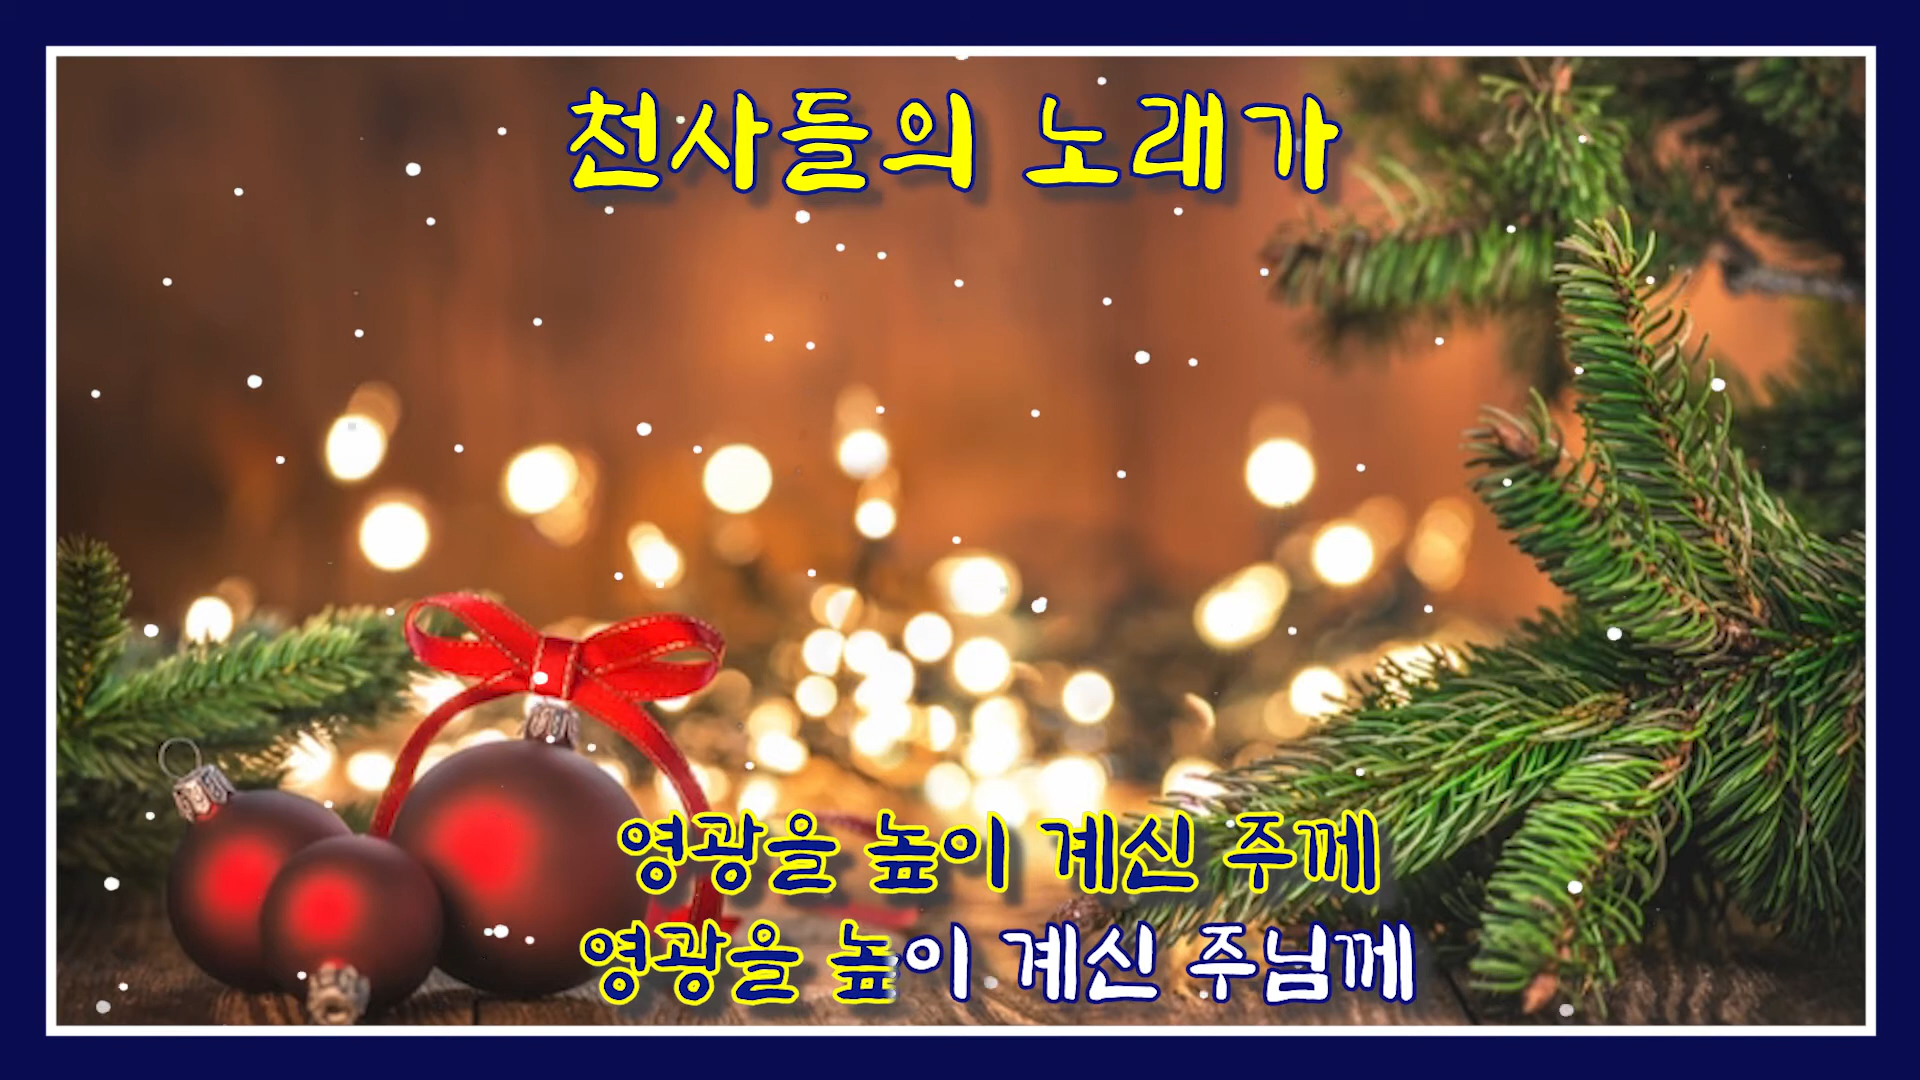 천사들의 노래가
영광을 높이 계신 주께
영광을 높이 계신 주님께